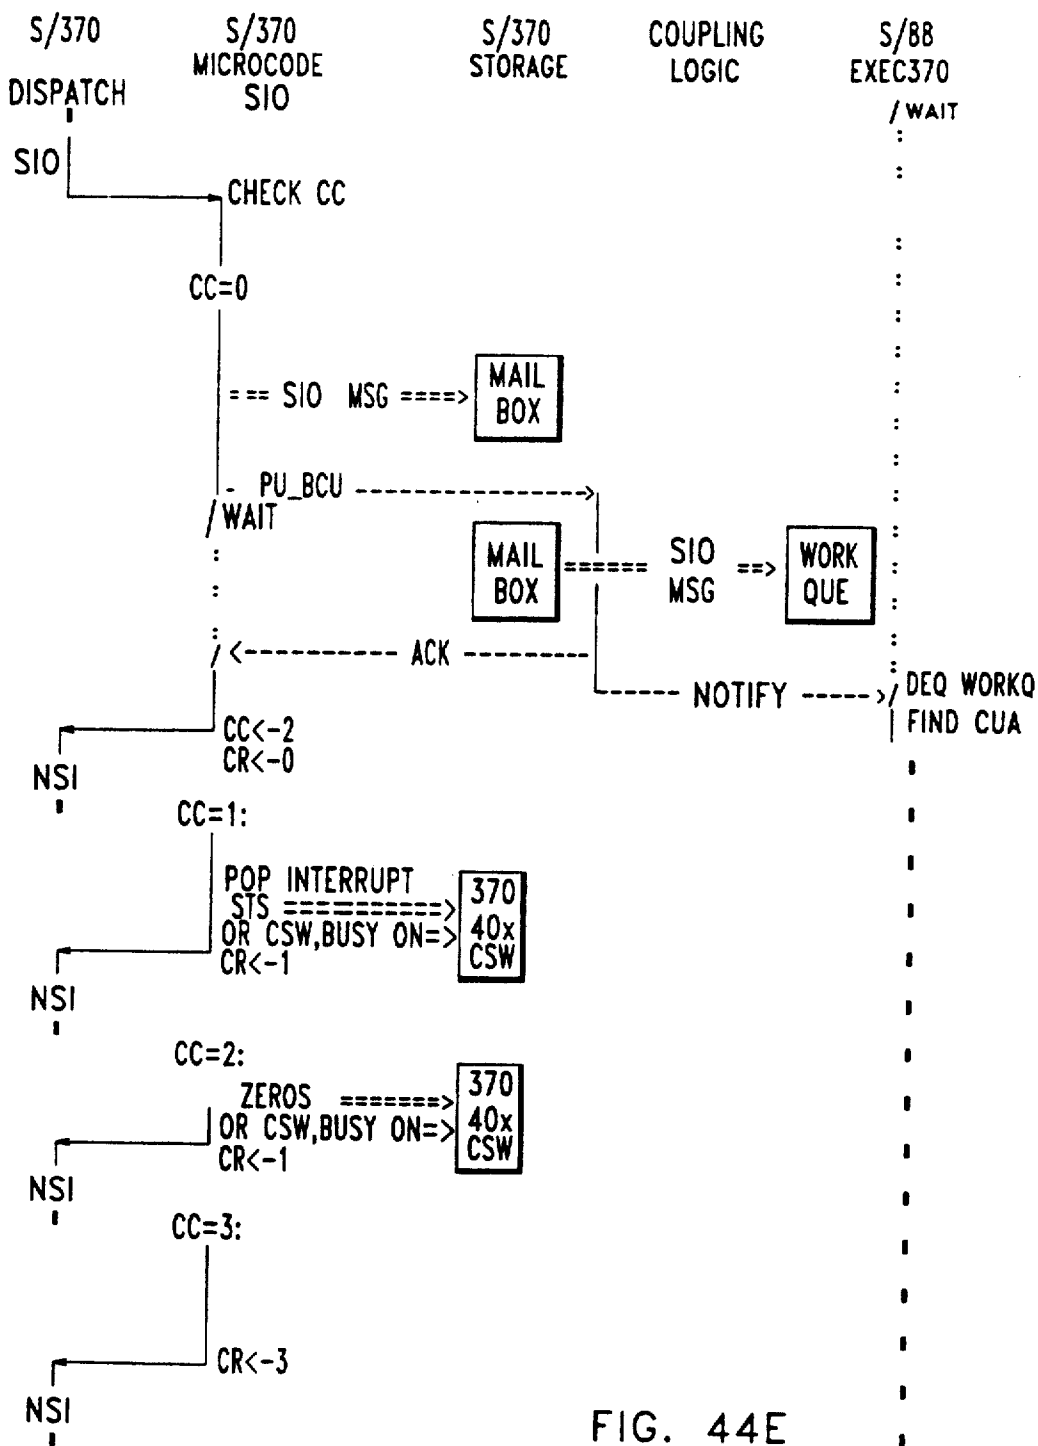 S/370 S/370 S/370 COUPLING S/88
MICROCODE STORAGE LOGIC EXEC370
DISPATCH SIO / WAIT
SIO
CHECK CC
CC=0
=== SIO MSG ====> MAIL
BOX
- PU_BCU ---------------->
/WAIT
MAIL ====== SIO ==> WORK
BOX MSG QUE
/ <---------- ACK --------
------ NOTIFY ----->/ DEQ WORKQ
FIND CUA
CC<-2
CR<-0
NSI
CC=1:
POP INTERRUPT 370
STS ==========> 40x
OR CSW,BUSY ON=> CSW
CR<-1
NSI
CC=2:
ZEROS =======> 370
OR CSW,BUSY ON=> 40x
CR<-1 CSW
NSI
CC=3:
CR<-3
NSI
FIG. 44E